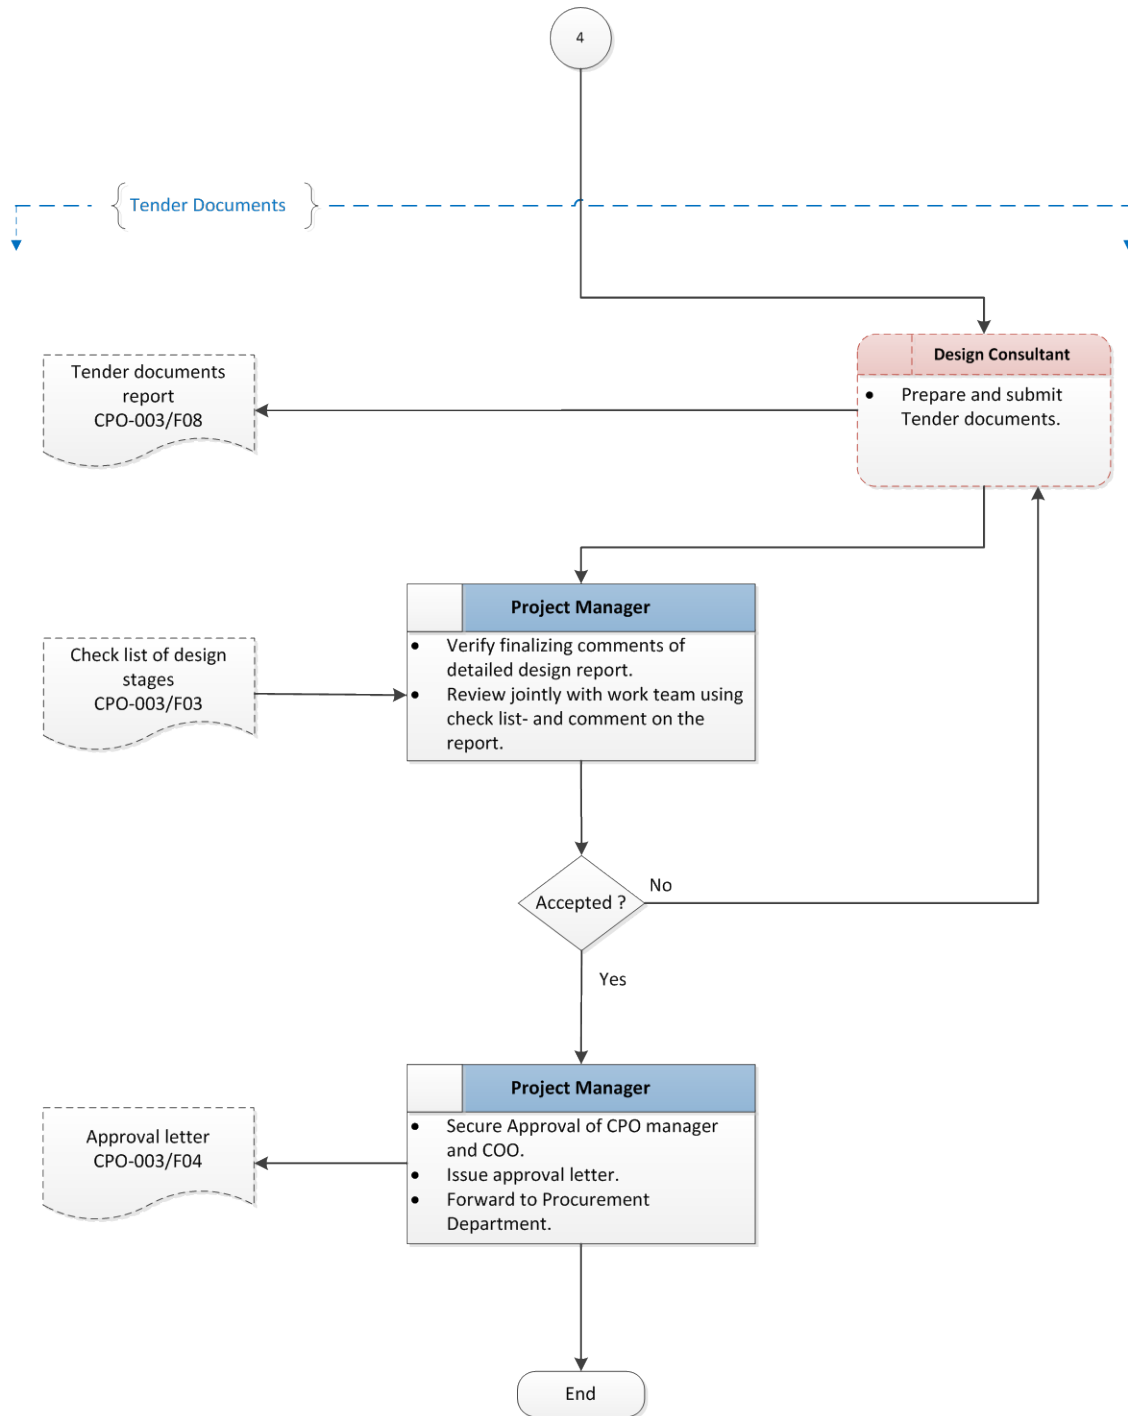 4
Tender Documents
Design Consultant
• Prepare and submit
Tender documents.
Tender documents
report
CPO-003/F08
Project Manager
• Verify finalizing comments of
detailed design report.
• Review jointly with work team using
check list- and comment on the
report.
Check list of design
stages
CPO-003/F03
Accepted ?
No
Yes
Project Manager
• Secure Approval of CPO manager
and COO.
• Issue approval letter.
• Forward to Procurement
Department.
Approval letter
CPO-003/F04
End